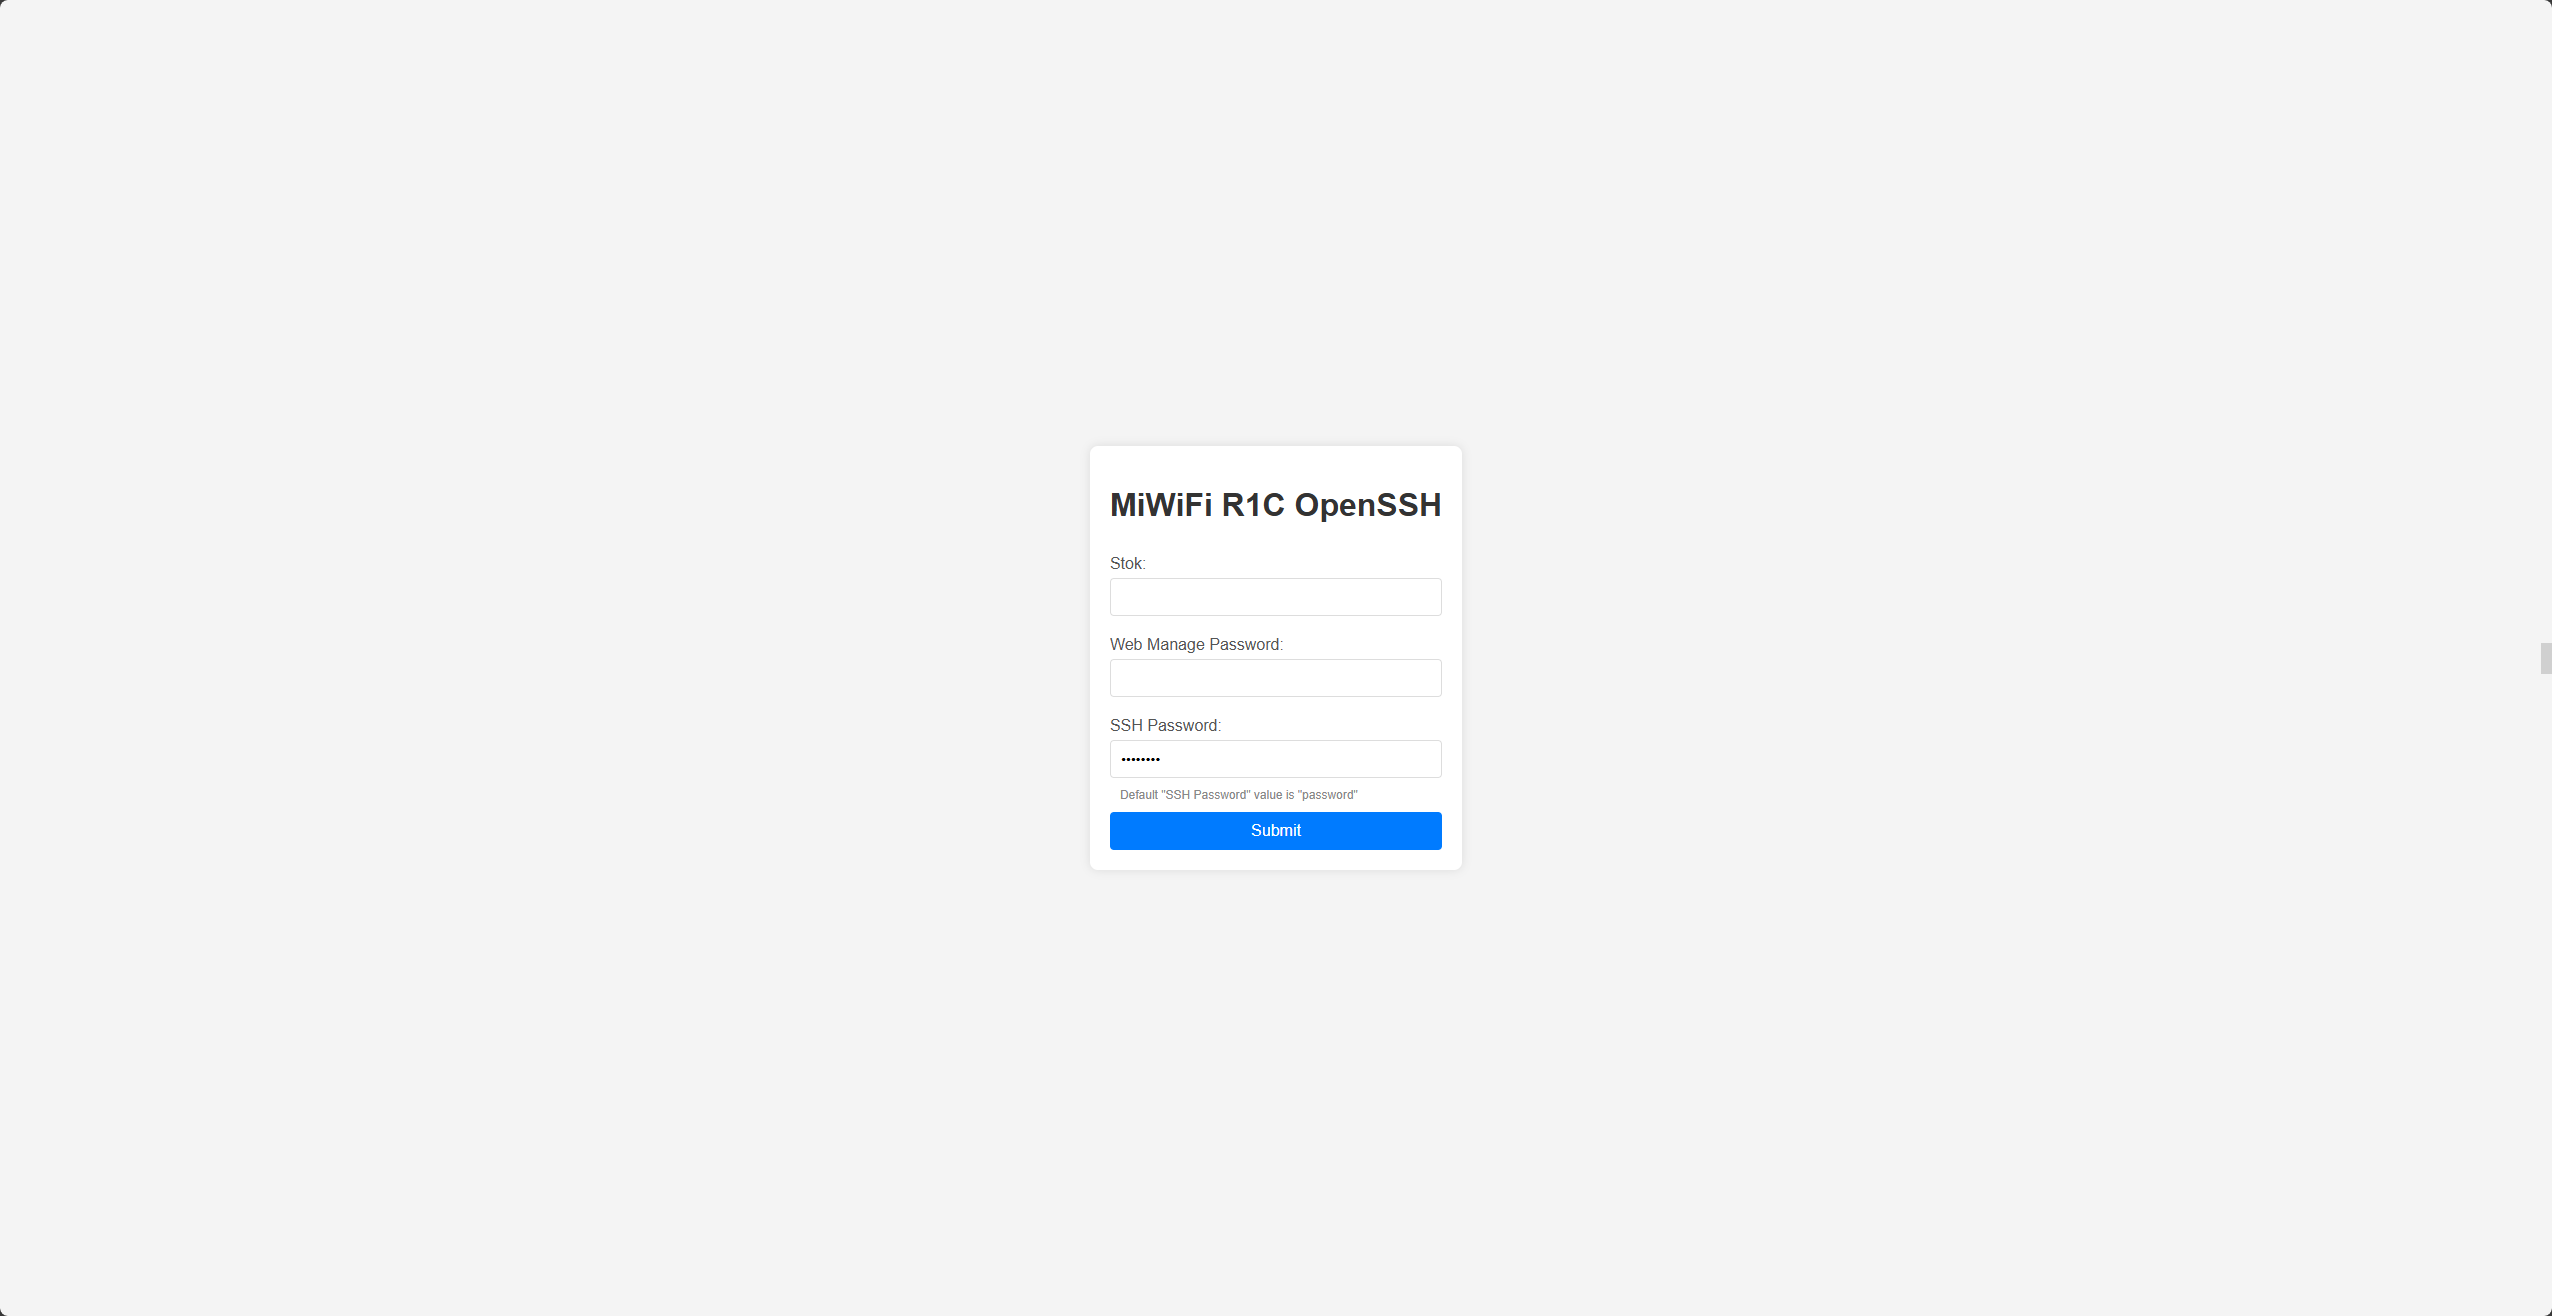 MiWiFi R1C OpenSSH
Stok:
Web Manage Password:
SSH Password:
••••••••
Default "SSH Password" value is "password"
Submit